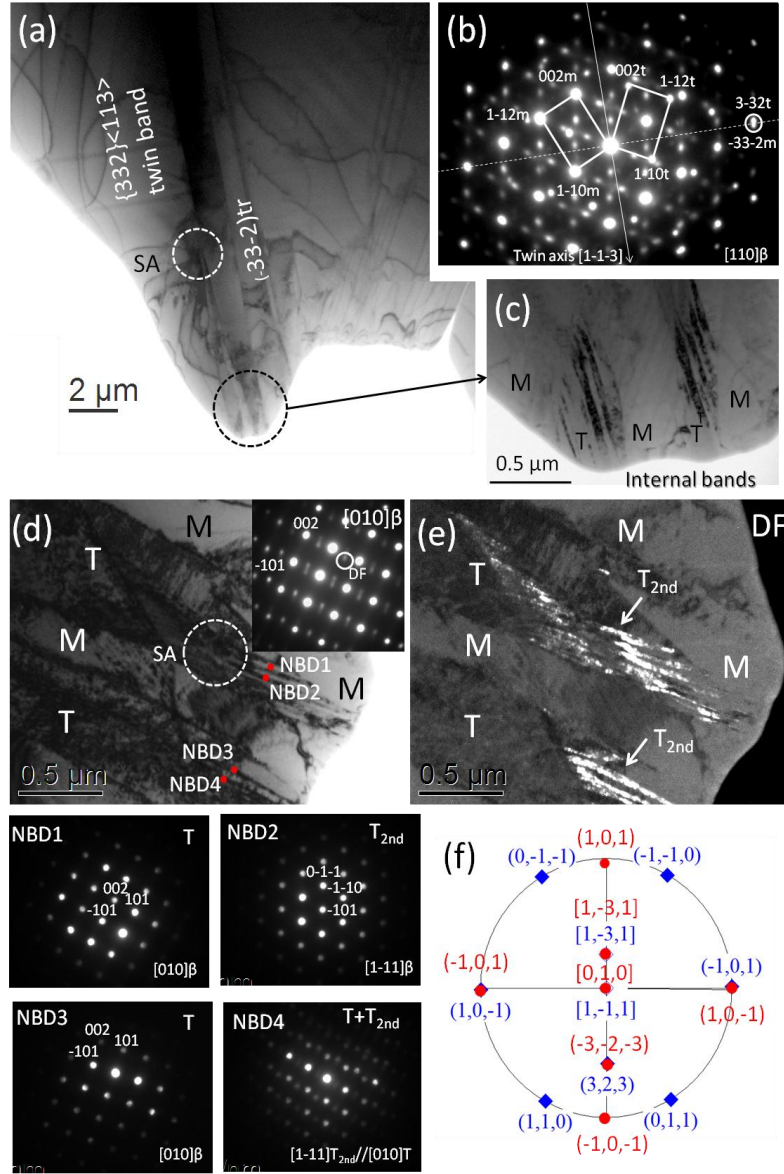 (a)
{332}<113>
twin band
(-33-2)tr
SA
2 µm
(b)
002m
002t
1-12t
1-12m
3-32t
-33-2m
1-10m
1-10t
Twin axis [1-1-3]
[110]β
(c)
M
M
M
T
T
0.5 µm
Internal bands
(d)
M
[010]β
002
-101
DF
T
M
SA
NBD1
NBD2
M
T
NBD3
NBD4
0.5 µm
(e)
DF
M
T
T2nd
M
M
T
T2nd
0.5 µm
NBD1
T
002
101
-101
[010]β
NBD2
T2nd
0-1-1
-1-10
-101
[1-11]β
NBD3
T
002
101
-101
[010]β
NBD4
T+T2nd
[1-11]T2nd//[010]T
(f)
(1,0,1)
(0,-1,-1)
(-1,-1,0)
[1,-3,1]
[1,-3,1]
(-1,0,1)
[0,1,0]
(-1,0,1)
(1,0,-1)
[1,-1,1]
(1,0,-1)
(-3,-2,-3)
(3,2,3)
(1,1,0)
(0,1,1)
(-1,0,-1)